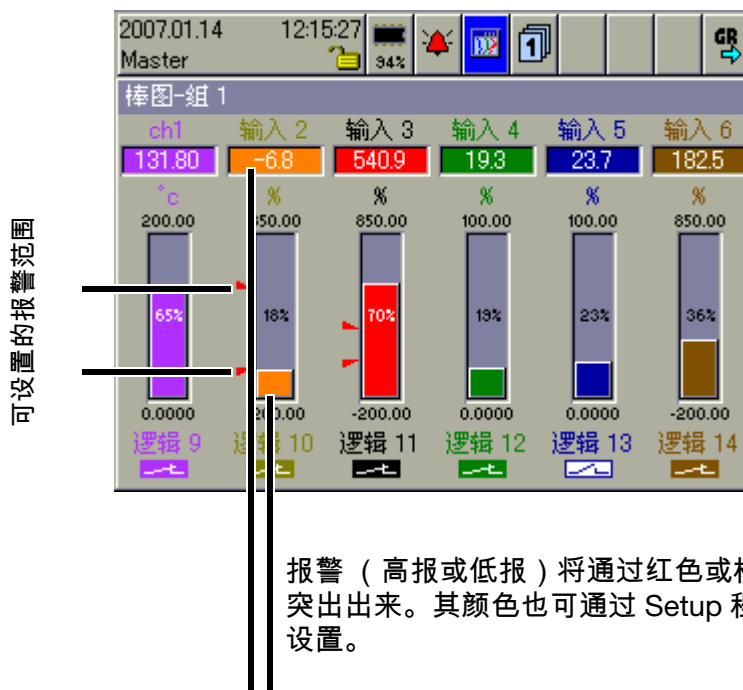 2007.01.14 12:15:27
Master 94% 1 GR
棒图-组 1
ch1 输入 2 输入 3 输入 4 输入 5 输入 6
131.80 -6.8 540.9 19.3 23.7 182.5
°c % % % % %
200.00 850.00 850.00 100.00 100.00 850.00
65% 18% 70% 19% 23% 36%
0.0000 -200.00 -200.00 0.0000 0.0000 -200.00
逻辑 9 逻辑 10 逻辑 11 逻辑 12 逻辑 13 逻辑 14
可设置的报警范围
报警 （ 高报或低报 ) 将通过红色或
突出出来。其颜色也可通过 Setup
设置。